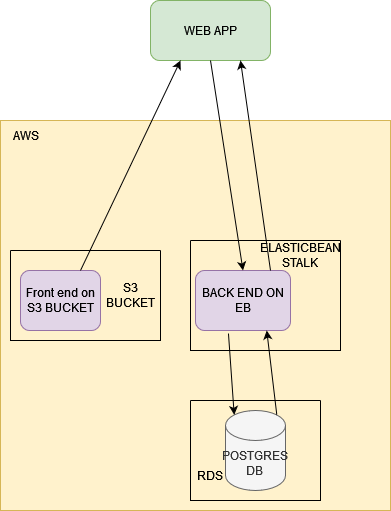 WEB APP
AWS
ELASTICBEAN
STALK
Front end on
S3 BUCKET
S3
BUCKET
BACK END ON
EB
POSTGRES
DB
RDS